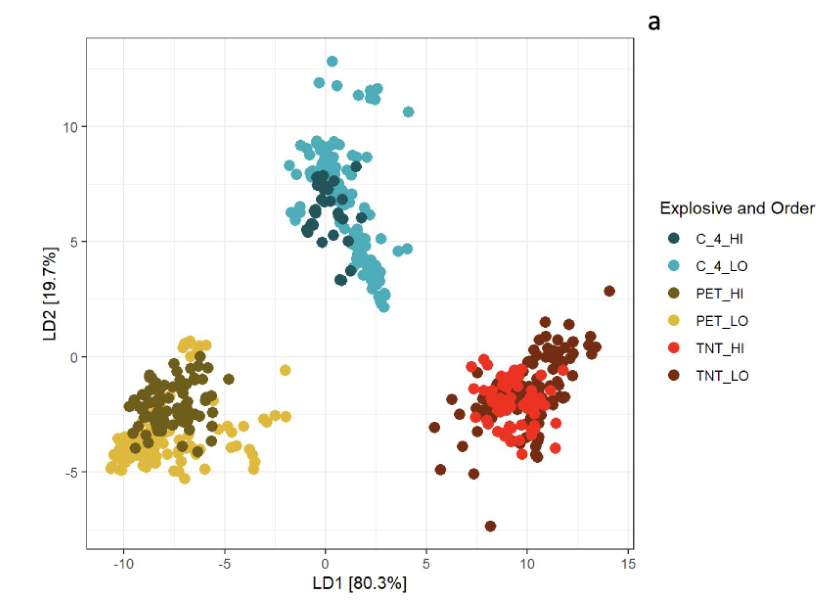 a
10
5
0
-5
LD2 [19.7%]
-10 -5 0 5 10 15
LD1 [80.3%]
Explosive and Order
C_4_HI
C_4_LO
PET_HI
PET_LO
TNT_HI
TNT_LO